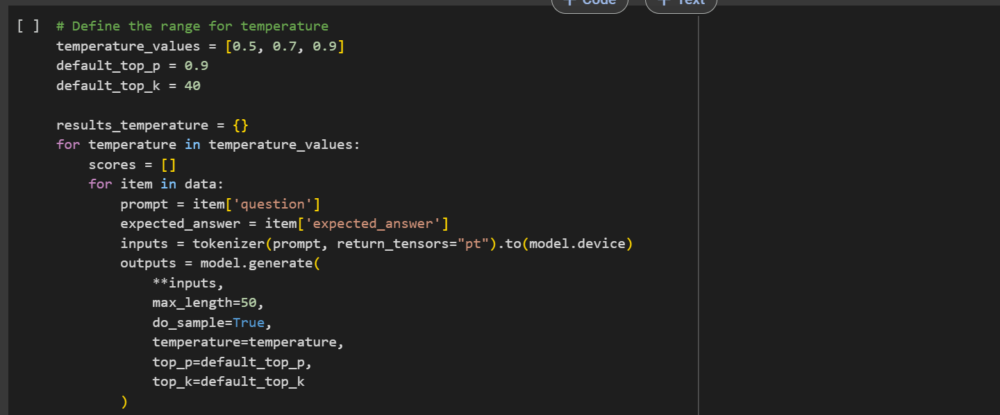 + Code + Text
[ ] # Define the range for temperature
temperature_values = [0.5, 0.7, 0.9]
default_top_p = 0.9
default_top_k = 40
results_temperature = {}
for temperature in temperature_values:
scores = []
for item in data:
prompt = item['question']
expected_answer = item['expected_answer']
inputs = tokenizer(prompt, return_tensors="pt").to(model.device)
outputs = model.generate(
**inputs,
max_length=50,
do_sample=True,
temperature=temperature,
top_p=default_top_p,
top_k=default_top_k
)